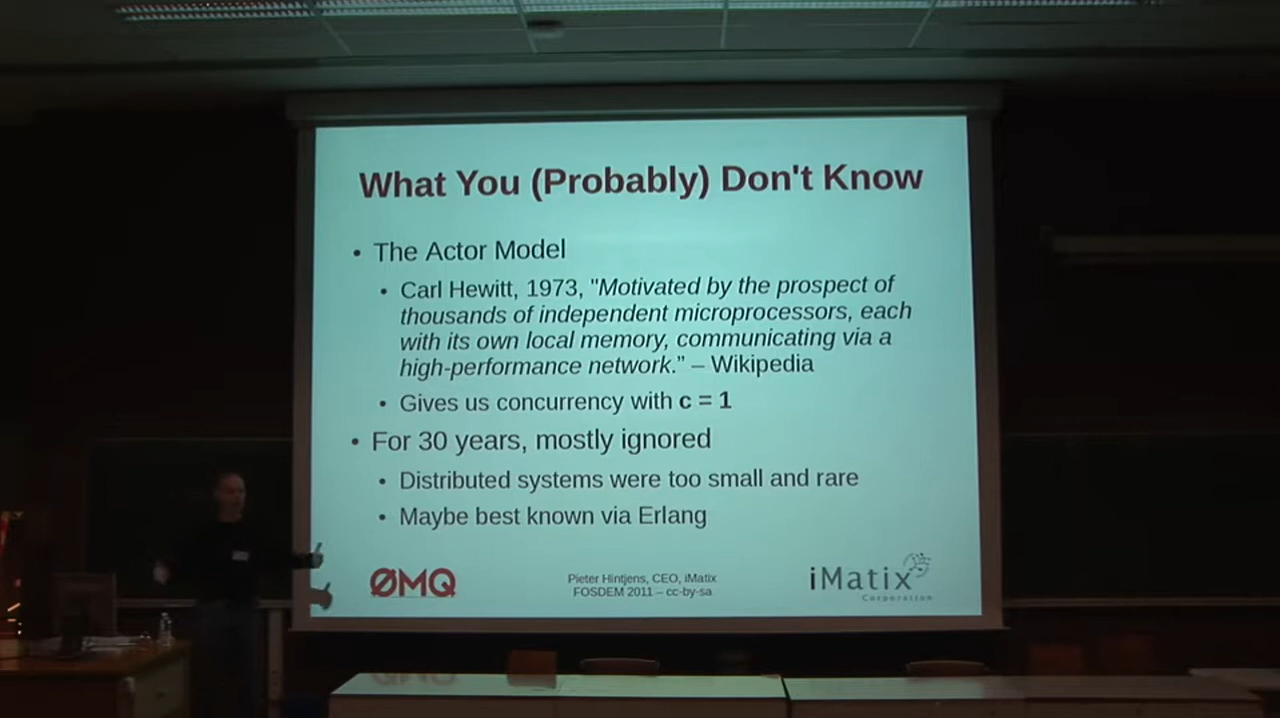 What You (Probably) Don't Know
• The Actor Model
• Carl Hewitt, 1973, "Motivated by the prospect of
thousands of independent microprocessors, each
with its own local memory, communicating via a
high-performance network.” – Wikipedia
• Gives us concurrency with c = 1
• For 30 years, mostly ignored
• Distributed systems were too small and rare
• Maybe best known via Erlang
ØMQ
Pieter Hintjens, CEO, iMatix
FOSDEM 2011 – cc-by-sa
iMatix
Corporation